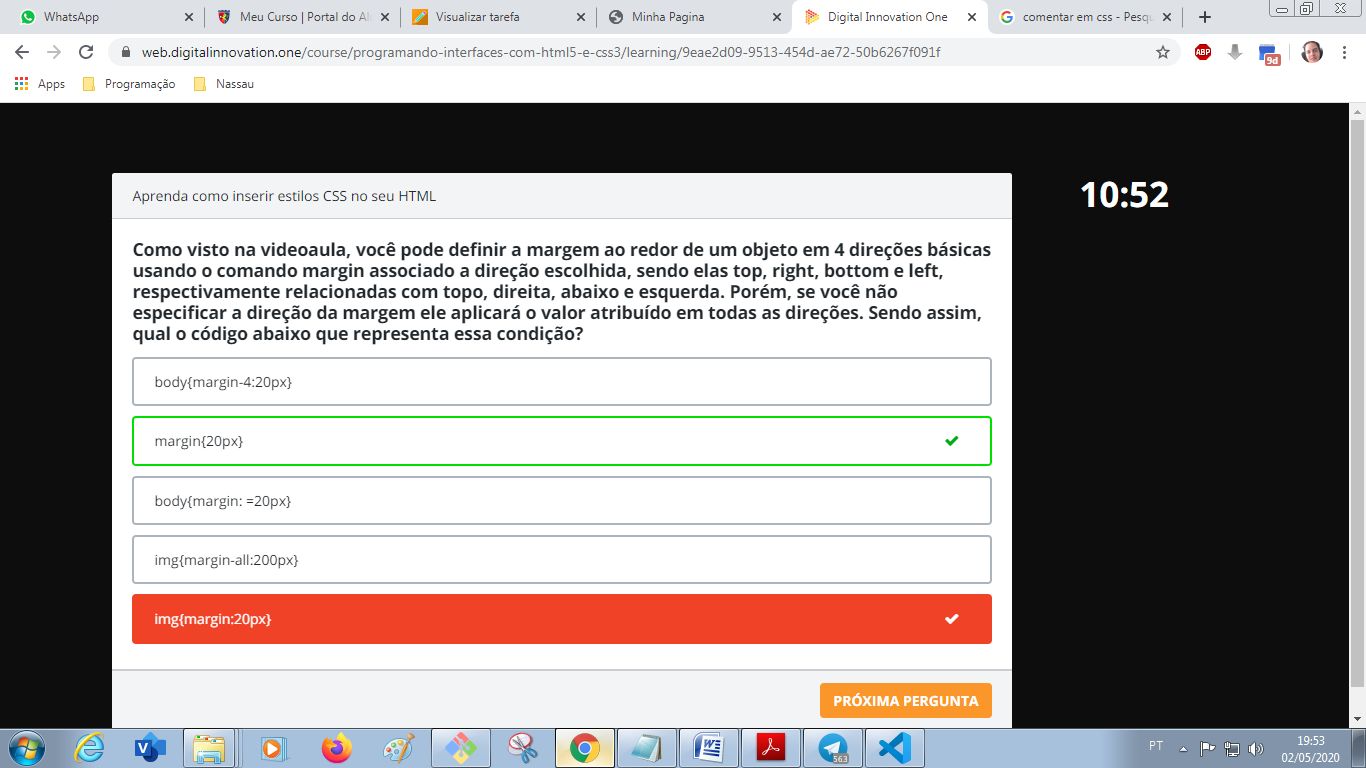 WhatsApp
Meu Curso | Portal do Al
Visualizar tarefa
Minha Pagina
Digital Innovation One
comentar em css - Pesqu
web.digitalinnovation.one/course/programando-interfaces-com-html5-e-css3/learning/9eae2d09-9513-454d-ae72-50b6267f091f
ABP
9d
Apps
Programação
Nassau
Aprenda como inserir estilos CSS no seu HTML
10:52
Como visto na videoaula, você pode definir a margem ao redor de um objeto em 4 direções básicas
usando o comando margin associado a direção escolhida, sendo elas top, right, bottom e left,
respectivamente relacionadas com topo, direita, abaixo e esquerda. Porém, se você não
especificar a direção da margem ele aplicará o valor atribuído em todas as direções. Sendo assim,
qual o código abaixo que representa essa condição?
body{margin-4:20px}
margin{20px}
body{margin: =20px}
img{margin-all:200px}
img{margin:20px}
PRÓXIMA PERGUNTA
563
PT
19:53
02/05/2020